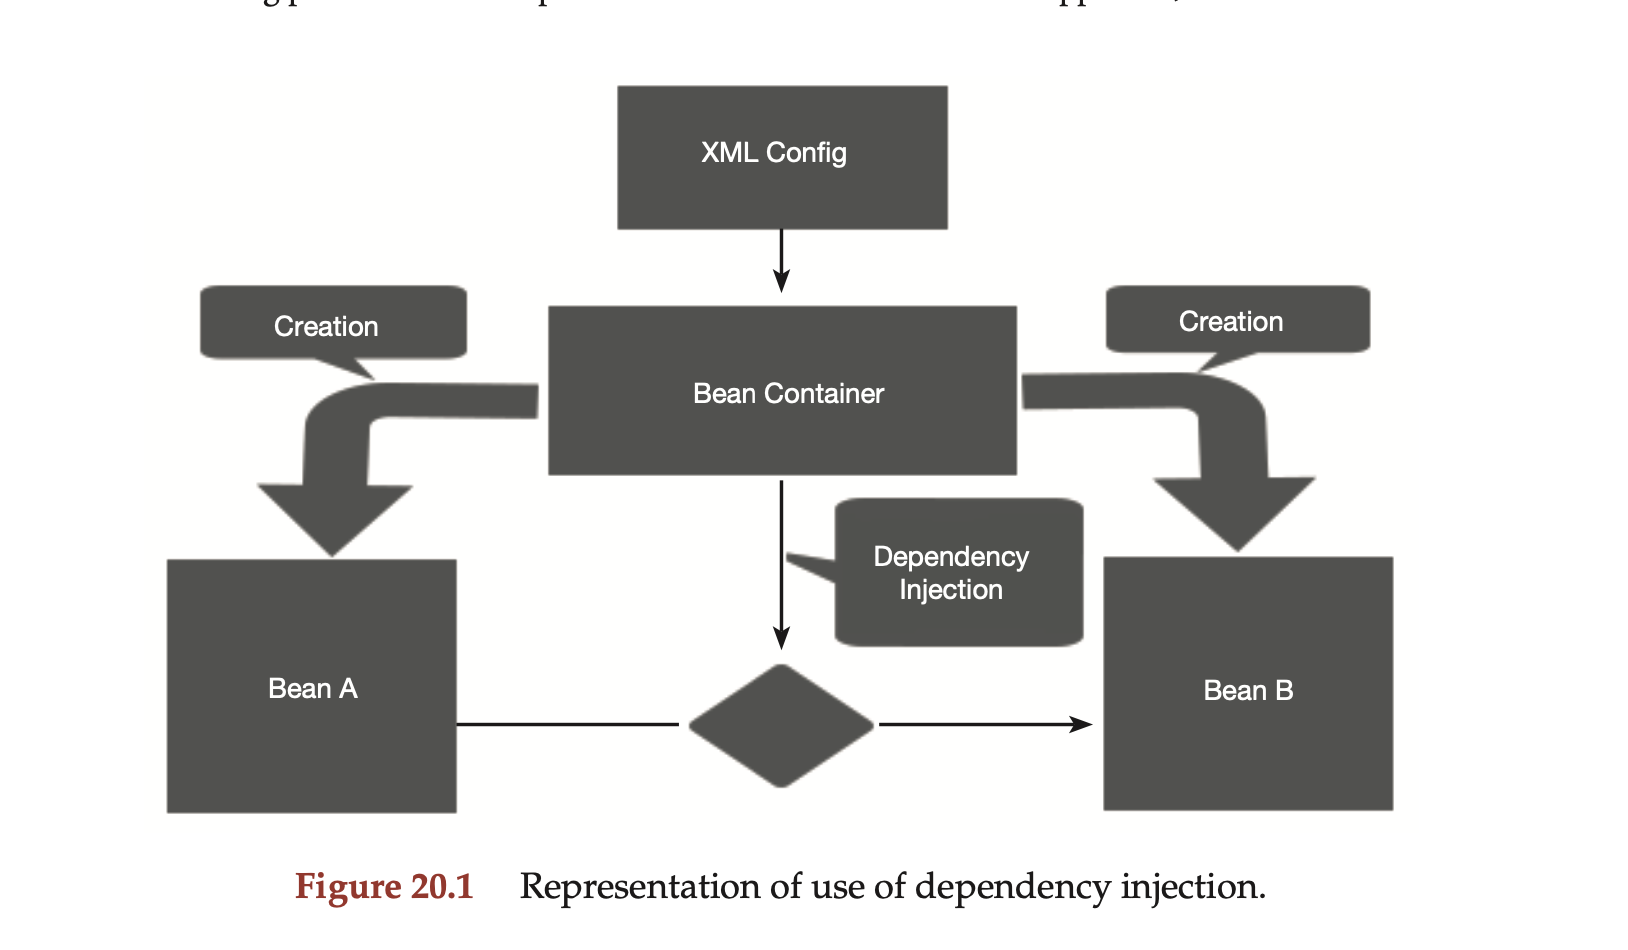 XML Config
Creation
Creation
Bean Container
Dependency
Injection
Bean A
Bean B
Figure 20.1 Representation of use of dependency injection.